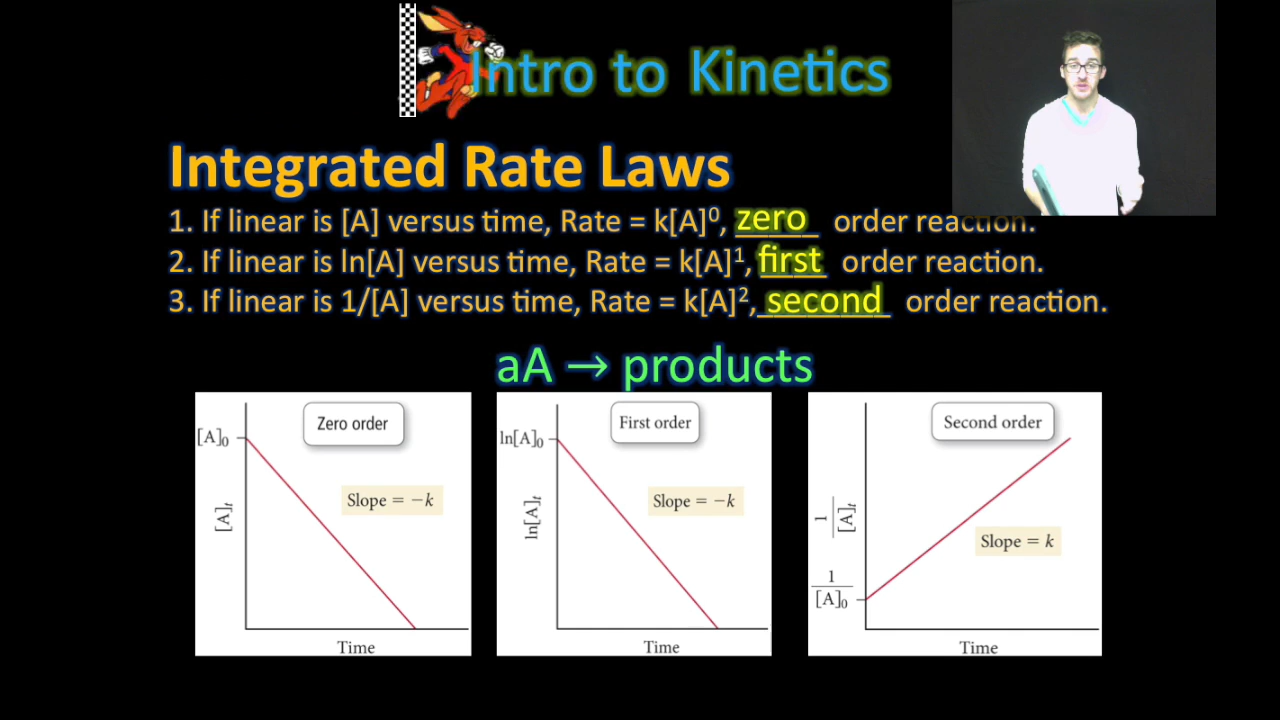 Intro to Kinetics
Integrated Rate Laws
1. If linear is [A] versus time, Rate = k[A]⁰, zero order reaction.
2. If linear is ln[A] versus time, Rate = k[A]¹, first order reaction.
3. If linear is 1/[A] versus time, Rate = k[A]², second order reaction.
aA → products
Zero order
[A]₀
Slope = −k
[A]ₜ
Time
First order
ln[A]₀
Slope = −k
ln[A]ₜ
Time
Second order
1/[A]ₜ
Slope = k
1/[A]₀
Time